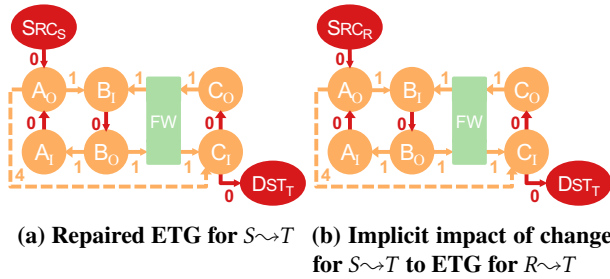 SRCS SRCR
0 0
AO 1 BI 1 1 CO AO 1 BI 1 1 CO
0 0 FW 0 0 0 FW 0
AI 1 BO 1 1 CI AI 1 BO 1 1 CI
4 0 DSTT 4 0 DSTT
(a) Repaired ETG for S⤳T (b) Implicit impact of change
for S⤳T to ETG for R⤳T